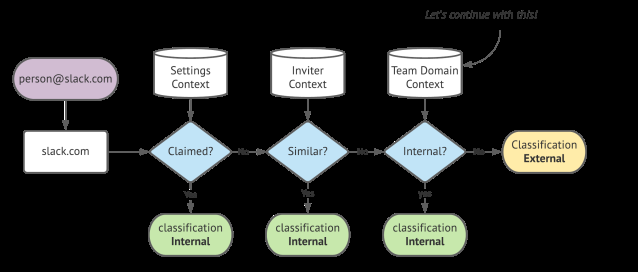 Let's continue with this!
person@slack.com
Settings
Context
Inviter
Context
Team Domain
Context
slack.com
Claimed?
No
Similar?
No
Internal?
No
Classification
External
Yes
Yes
yes
classification
Internal
classification
Internal
classification
Internal